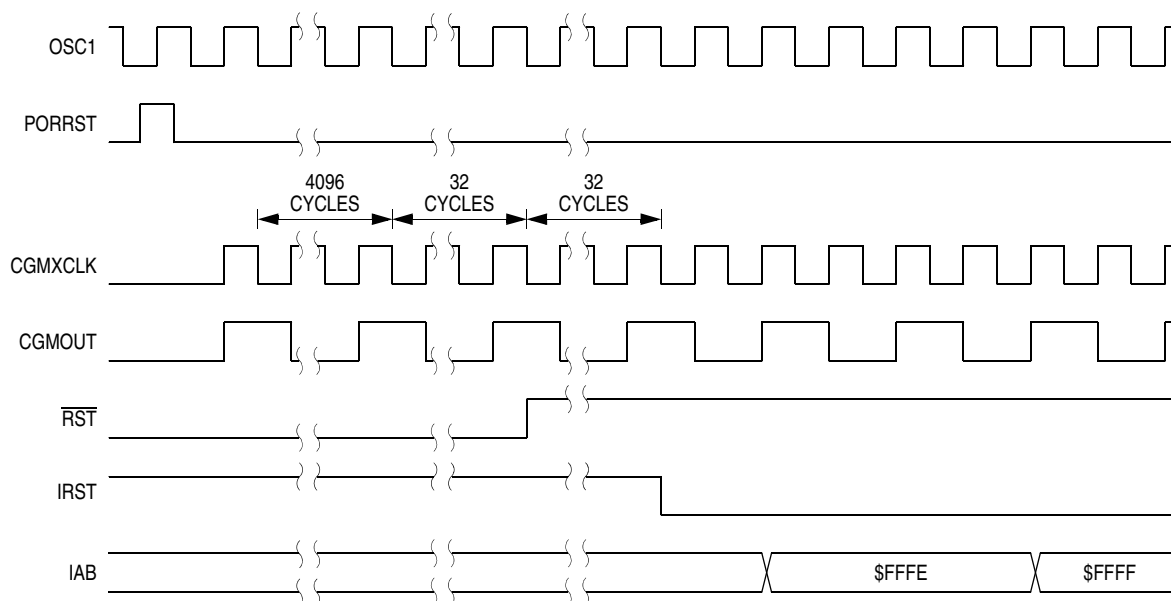 OSC1
PORRST
4096
CYCLES
32
CYCLES
32
CYCLES
CGMXCLK
CGMOUT
RST
IRST
IAB
$FFFE
$FFFF